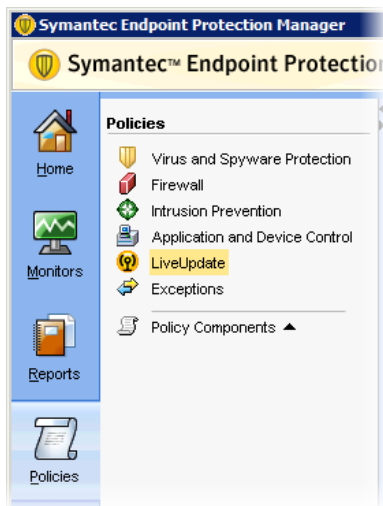 Symantec Endpoint Protection Manager
Symantec™ Endpoint Protection
Home
Monitors
Reports
Policies
Policies
Virus and Spyware Protection
Firewall
Intrusion Prevention
Application and Device Control
LiveUpdate
Exceptions
Policy Components